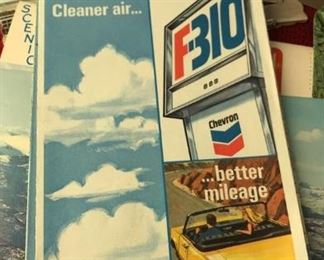 SCENIC
Cleaner air...
F-310
Chevron
...better
mileage